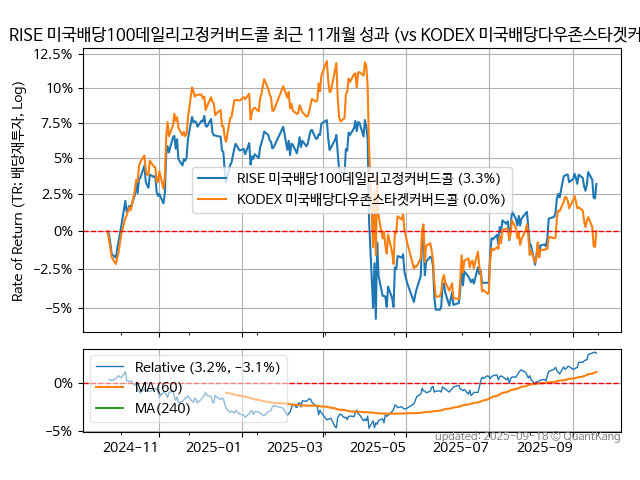 RISE 미국배당100데일리고정커버드콜 최근 11개월 성과 (vs KODEX 미국배당다우존스타겟커
Rate of Return (TR: 배당재투자, Log)
12.5%
10%
7.5%
5%
2.5%
0%
−2.5%
−5%
RISE 미국배당100데일리고정커버드콜 (3.3%)
KODEX 미국배당다우존스타겟커버드콜 (0.0%)
0%
−5%
Relative (3.2%, −3.1%)
MA(60)
MA(240)
2024−11
2025−01
2025−03
2025−05
2025−07
2025−09
updated: 2025−09−18 © QuantKang